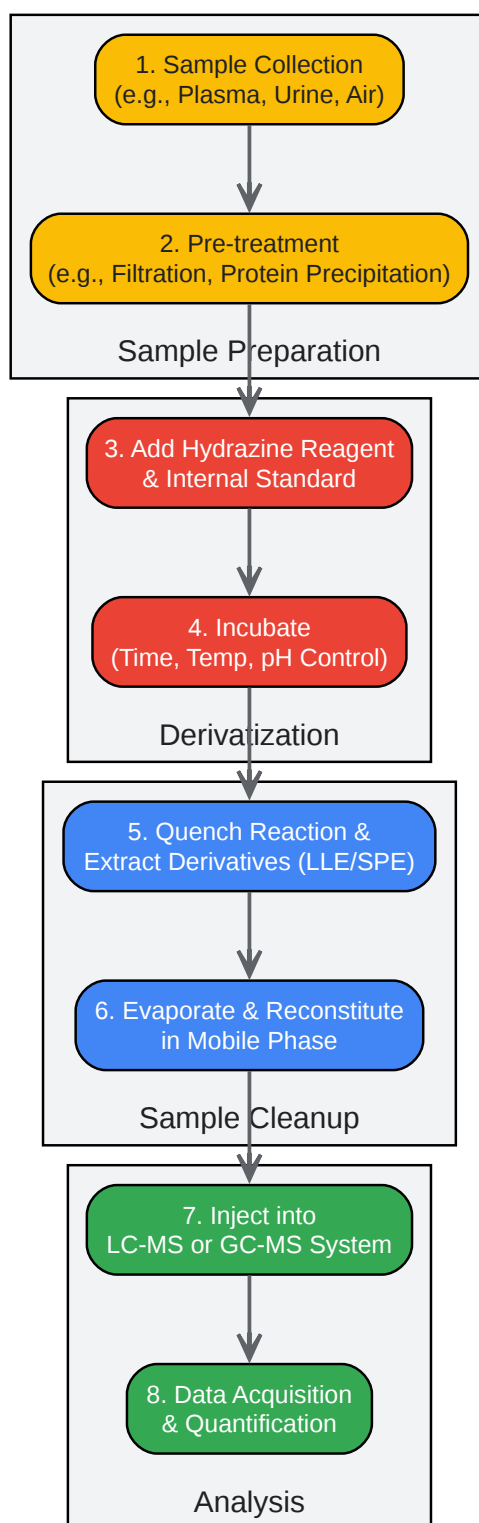 1. Sample Collection
(e.g., Plasma, Urine, Air)
2. Pre-treatment
(e.g., Filtration, Protein Precipitation)
Sample Preparation
3. Add Hydrazine Reagent
& Internal Standard
4. Incubate
(Time, Temp, pH Control)
Derivatization
5. Quench Reaction &
Extract Derivatives (LLE/SPE)
6. Evaporate & Reconstitute
in Mobile Phase
Sample Cleanup
7. Inject into
LC-MS or GC-MS System
8. Data Acquisition
& Quantification
Analysis